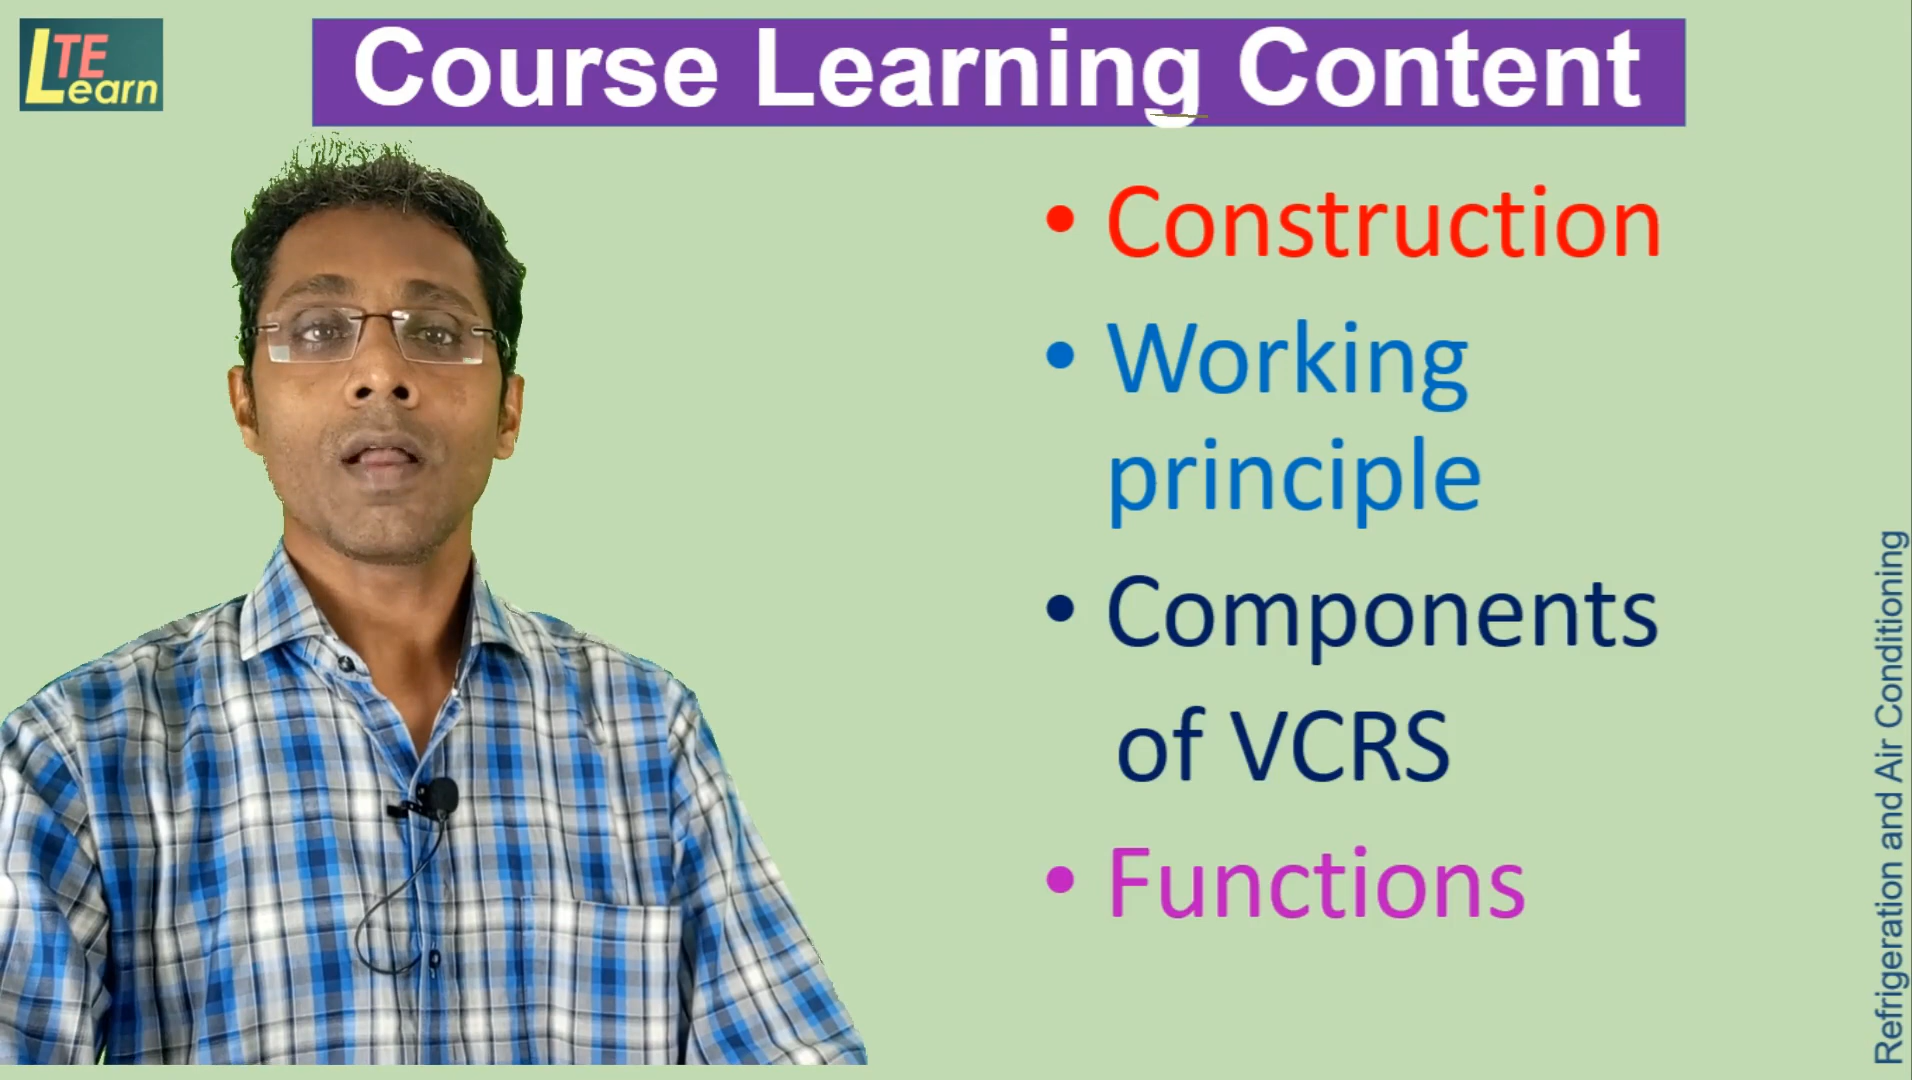 LTE
Learn
Course Learning Content
• Construction
• Working
principle
• Components
of VCRS
• Functions
Refrigeration and Air Conditioning